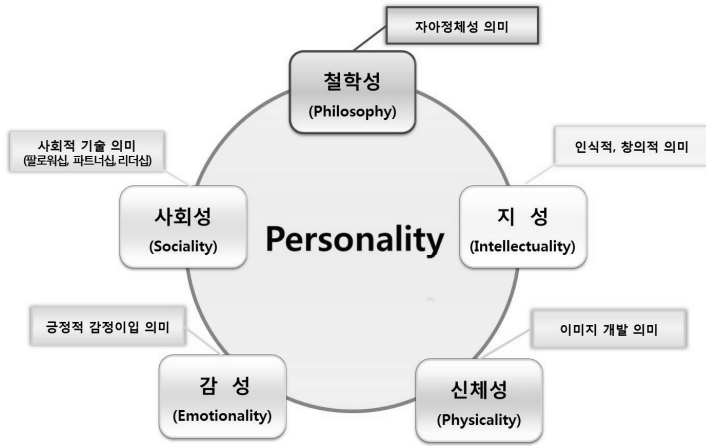 자아정체성 의미
철학성
(Philosophy)
사회적 기술 의미
(팔로워십, 파트너십, 리더십)
인식적, 창의적 의미
사회성
(Sociality)
Personality
지 성
(Intellectuality)
긍정적 감정이입 의미
이미지 개발 의미
감 성
(Emotionality)
신체성
(Physicality)